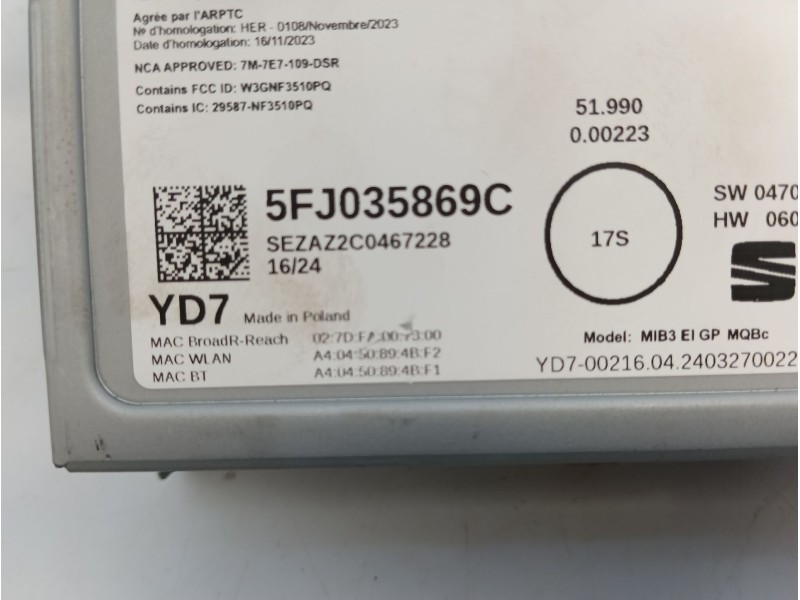 Agrée par l'ARPTC
Nº d'homologation: HER - 0108/Novembre/2023
Date d'homologation: 16/11/2023
NCA APPROVED: 7M-7E7-109-DSR
Contains FCC ID: W3GNF3510PQ
Contains IC: 29587-NF3510PQ
51.990
0.00223
5FJ035869C
SEZAZ2C0467228
16/24
17S
SW 0470
HW 060
YD7 Made in Poland
MAC BroadR-Reach
MAC WLAN A4:04:50:89:4B:F2
MAC BT A4:04:50:89:4B:F1
Model: MIB3 EI GP MQBc
YD7-00216.04.2403270022